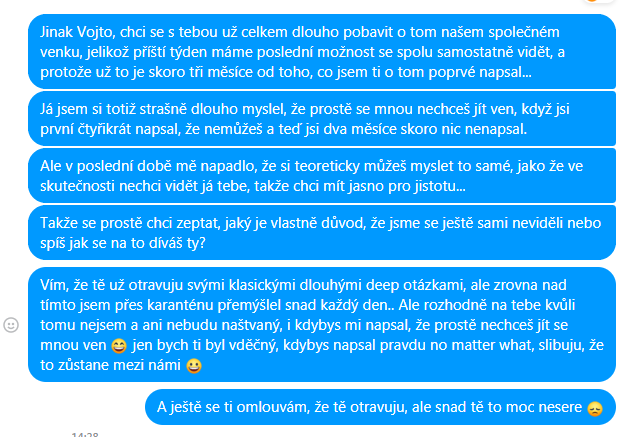 Jinak Vojto, chci se s tebou už celkem dlouho pobavit o tom našem společném
venku, jelikož příští týden máme poslední možnost se spolu samostatně vidět, a
protože už to je skoro tři měsíce od toho, co jsem ti o tom poprvé napsal...
Já jsem si totiž strašně dlouho myslel, že prostě se mnou nechceš jít ven, když jsi
první čtyřikrát napsal, že nemůžeš a teď jsi dva měsíce skoro nic nenapsal.
Ale v poslední době mě napadlo, že si teoreticky můžeš myslet to samé, jako že ve
skutečnosti nechci vidět já tebe, takže chci mít jasno pro jistotu...
Takže se prostě chci zeptat, jaký je vlastně důvod, že jsme se ještě sami neviděli nebo
spíš jak se na to díváš ty?
Vím, že tě už otravuju svými klasickými dlouhými deep otázkami, ale zrovna nad
tímto jsem přes karanténu přemýšlel snad každý den.. Ale rozhodně na tebe kvůli
tomu nejsem a ani nebudu naštvaný, i kdybys mi napsal, že prostě nechceš jít se
mnou ven 😄 jen bych ti byl vděčný, kdybys napsal pravdu no matter what, slibuju, že
to zůstane mezi námi 😀
A ještě se ti omlouvám, že tě otravuju, ale snad tě to moc nesere 😞
14:28